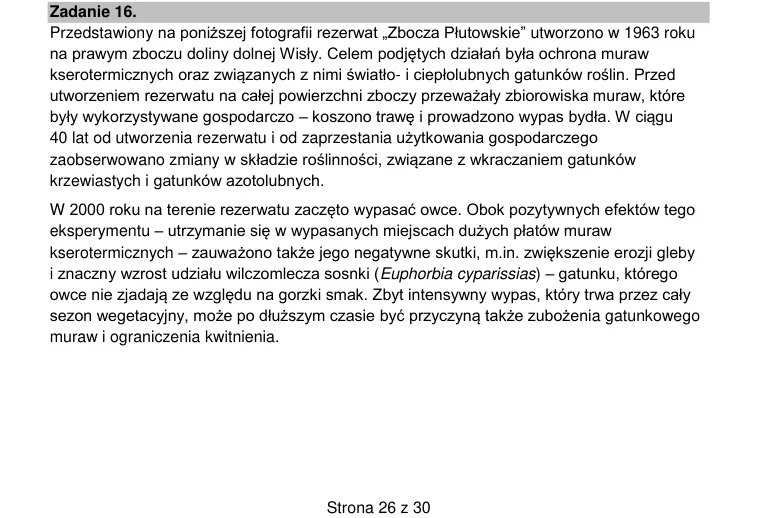 Zadanie 16.
Przedstawiony na poniższej fotografii rezerwat „Zbocza Płutowskie” utworzono w 1963 roku
na prawym zboczu doliny dolnej Wisły. Celem podjętych działań była ochrona muraw
kserotermicznych oraz związanych z nimi światło- i ciepłolubnych gatunków roślin. Przed
utworzeniem rezerwatu na całej powierzchni zboczy przeważały zbiorowiska muraw, które
były wykorzystywane gospodarczo – koszono trawę i prowadzono wypas bydła. W ciągu
40 lat od utworzenia rezerwatu i od zaprzestania użytkowania gospodarczego
zaobserwowano zmiany w składzie roślinności, związane z wkraczaniem gatunków
krzewiastych i gatunków azotolubnych.
W 2000 roku na terenie rezerwatu zaczęto wypasać owce. Obok pozytywnych efektów tego
eksperymentu – utrzymanie się w wypasanych miejscach dużych płatów muraw
kserotermicznych – zauważono także jego negatywne skutki, m.in. zwiększenie erozji gleby
i znaczny wzrost udziału wilczomlecza sosnki (Euphorbia cyparissias) – gatunku, którego
owce nie zjadają ze względu na gorzki smak. Zbyt intensywny wypas, który trwa przez cały
sezon wegetacyjny, może po dłuższym czasie być przyczyną także zubożenia gatunkowego
muraw i ograniczenia kwitnienia.
Strona 26 z 30